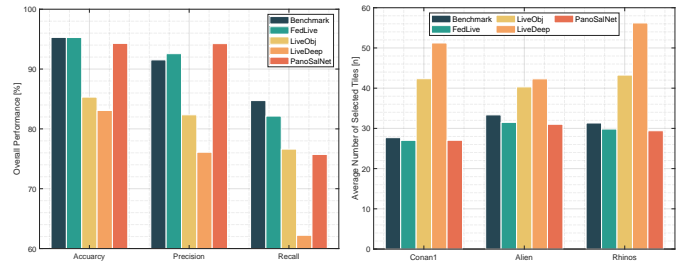 Overall Performance [%]
100
90
80
70
60
Benchmark
FedLive
LiveObj
LiveDeep
PanoSalNet
Accuarcy Precision Recall
Average Number of Selected Tiles [n]
60
50
40
30
20
10
0
Benchmark LiveObj PanoSalNet
FedLive LiveDeep
Conan1 Alien Rhinos